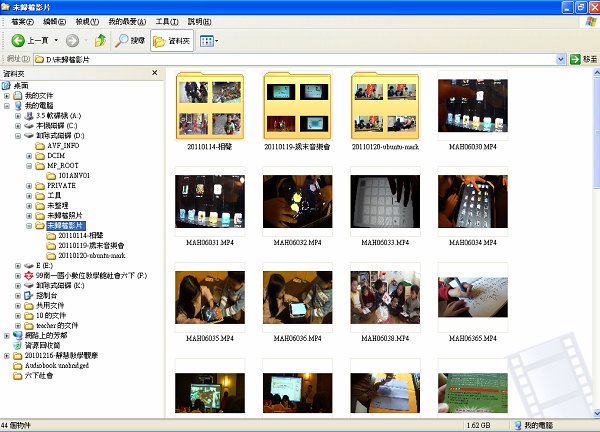 未歸檔影片
檔案(F) 編輯(E) 檢視(V) 我的最愛(A) 工具(T) 說明(H)
上一頁 搜尋 資料夾
網址(D) D:\未歸檔影片 移至
資料夾
桌面
我的文件
我的電腦
3.5 軟碟機 (A:)
本機磁碟 (C:)
卸除式磁碟 (D:)
AVF_INFO
DCIM
MP_ROOT
101ANV01
PRIVATE
工具
未整理
未歸檔照片
未歸檔影片
20110114-相聲
20110119-歲末音樂會
20110120-ubuntu-mark
E (E:)
99南一國小數位教學館社會六下 (F:)
卸除式磁碟 (K:)
控制台
共用文件
10 的文件
teacher 的文件
網路上的芳鄰
資源回收筒
20101216-靜慧教學觀摩
Audiobook unabridged
六下社會
20110114-相聲 20110119-歲末音樂會 20110120-ubuntu-mark MAH06030.MP4
MAH06031.MP4 MAH06032.MP4 MAH06033.MP4 MAH06034.MP4
MAH06035.MP4 MAH06036.MP4 MAH06038.MP4 MAH06365.MP4
44 個物件 1.62 GB 我的電腦